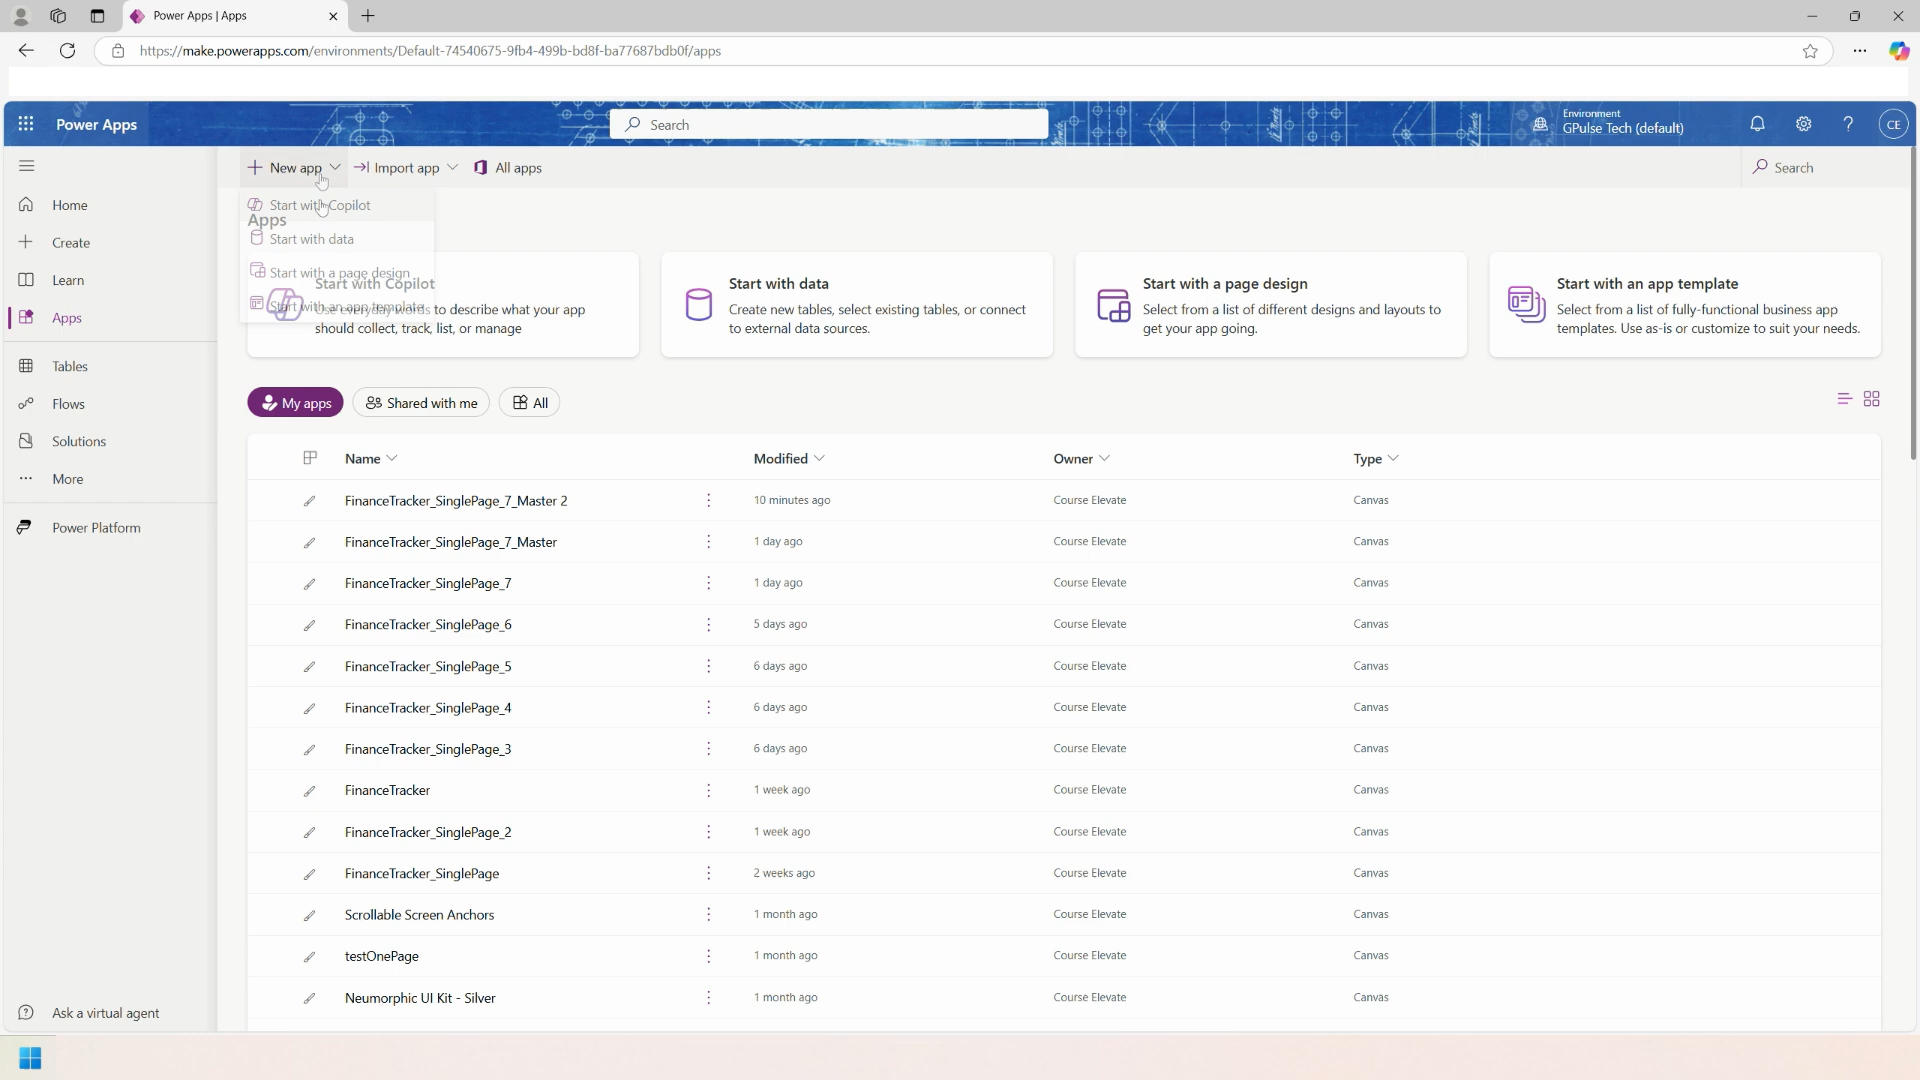 Power Apps | Apps
https://make.powerapps.com/environments/Default-74540675-9fb4-499b-bd8f-ba77687bdb0f/apps
Power Apps
Search
Environment
GPulse Tech (default)
CE
New app
Import app
All apps
Search
Home
Create
Learn
Apps
Tables
Flows
Solutions
More
Power Platform
Ask a virtual agent
Start with Copilot
Apps
Start with data
Start with a page design
Start with an app template
Start with Copilot
Use everyday words to describe what your app
should collect, track, list, or manage
Start with data
Create new tables, select existing tables, or connect
to external data sources.
Start with a page design
Select from a list of different designs and layouts to
get your app going.
Start with an app template
Select from a list of fully-functional business app
templates. Use as-is or customize to suit your needs.
My apps
Shared with me
All
Name Modified Owner Type
FinanceTracker_SinglePage_7_Master 2 10 minutes ago Course Elevate Canvas
FinanceTracker_SinglePage_7_Master 1 day ago Course Elevate Canvas
FinanceTracker_SinglePage_7 1 day ago Course Elevate Canvas
FinanceTracker_SinglePage_6 5 days ago Course Elevate Canvas
FinanceTracker_SinglePage_5 6 days ago Course Elevate Canvas
FinanceTracker_SinglePage_4 6 days ago Course Elevate Canvas
FinanceTracker_SinglePage_3 6 days ago Course Elevate Canvas
FinanceTracker 1 week ago Course Elevate Canvas
FinanceTracker_SinglePage_2 1 week ago Course Elevate Canvas
FinanceTracker_SinglePage 2 weeks ago Course Elevate Canvas
Scrollable Screen Anchors 1 month ago Course Elevate Canvas
testOnePage 1 month ago Course Elevate Canvas
Neumorphic UI Kit - Silver 1 month ago Course Elevate Canvas